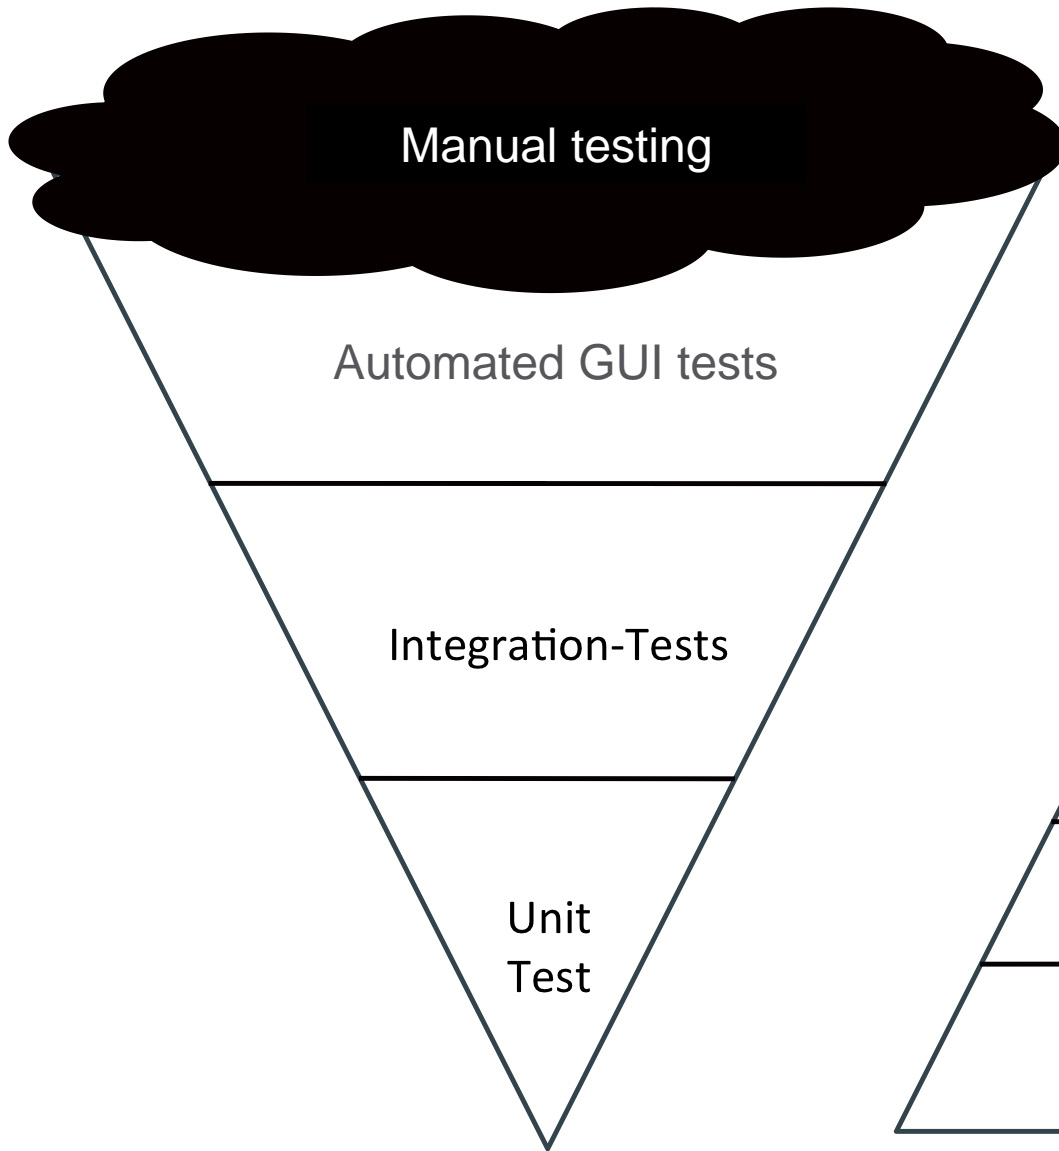 Manual testing
Automated GUI tests
Integration-Tests
Unit
Test